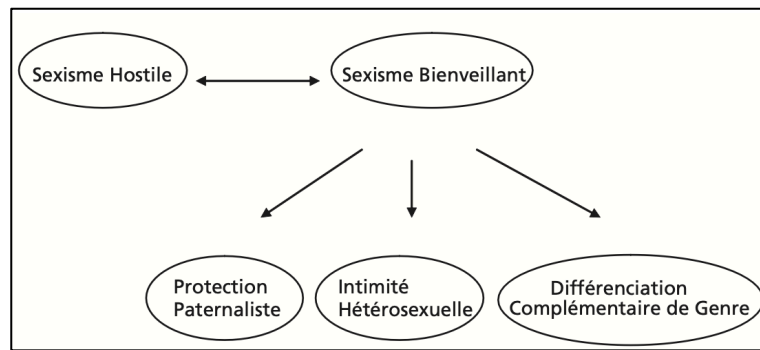 Sexisme Hostile
Sexisme Bienveillant
Protection
Paternaliste
Intimité
Hétérosexuelle
Différenciation
Complémentaire de Genre